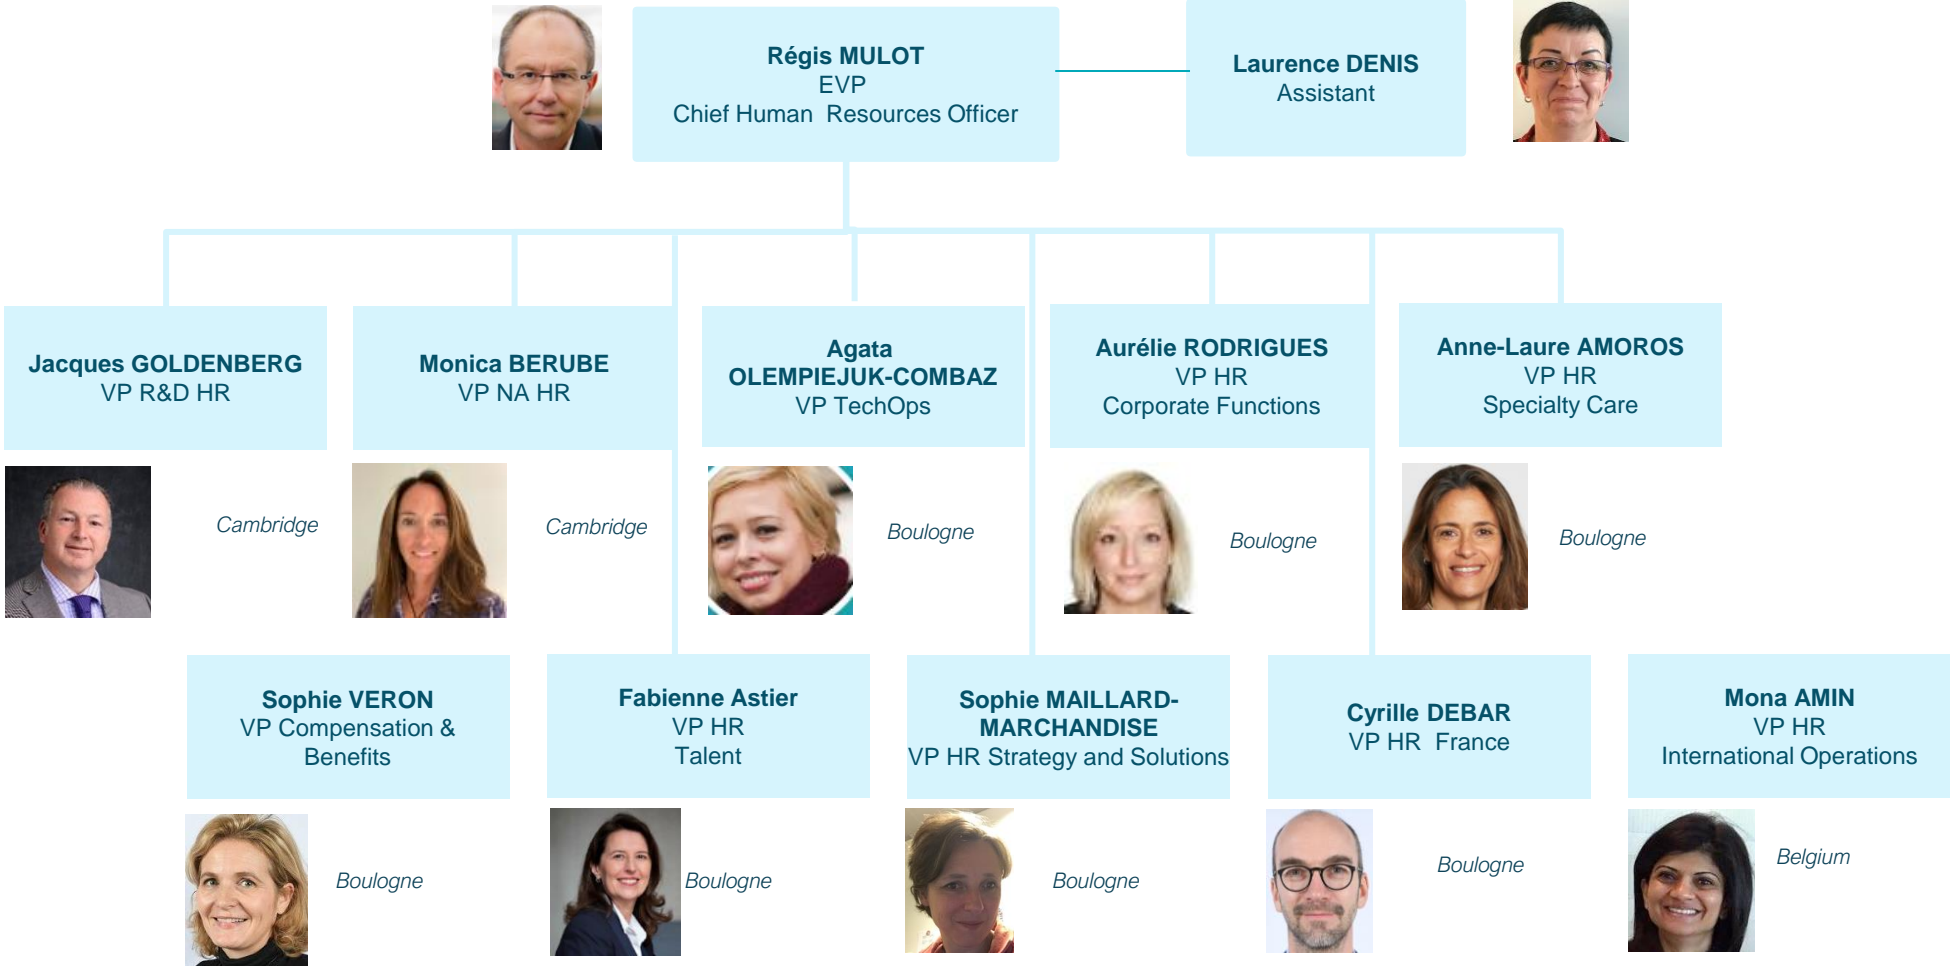 Régis MULOT
EVP
Chief Human Resources Officer
Laurence DENIS
Assistant
Jacques GOLDENBERG
VP R&D HR
Monica BERUBE
VP NA HR
Agata
OLEMPIEJUK-COMBAZ
VP TechOps
Aurélie RODRIGUES
VP HR
Corporate Functions
Anne-Laure AMOROS
VP HR
Specialty Care
Cambridge
Cambridge
Boulogne
Boulogne
Boulogne
Sophie VERON
VP Compensation &
Benefits
Fabienne Astier
VP HR
Talent
Sophie MAILLARD-
MARCHANDISE
VP HR Strategy and Solutions
Cyrille DEBAR
VP HR France
Mona AMIN
VP HR
International Operations
Boulogne
Boulogne
Boulogne
Boulogne
Belgium